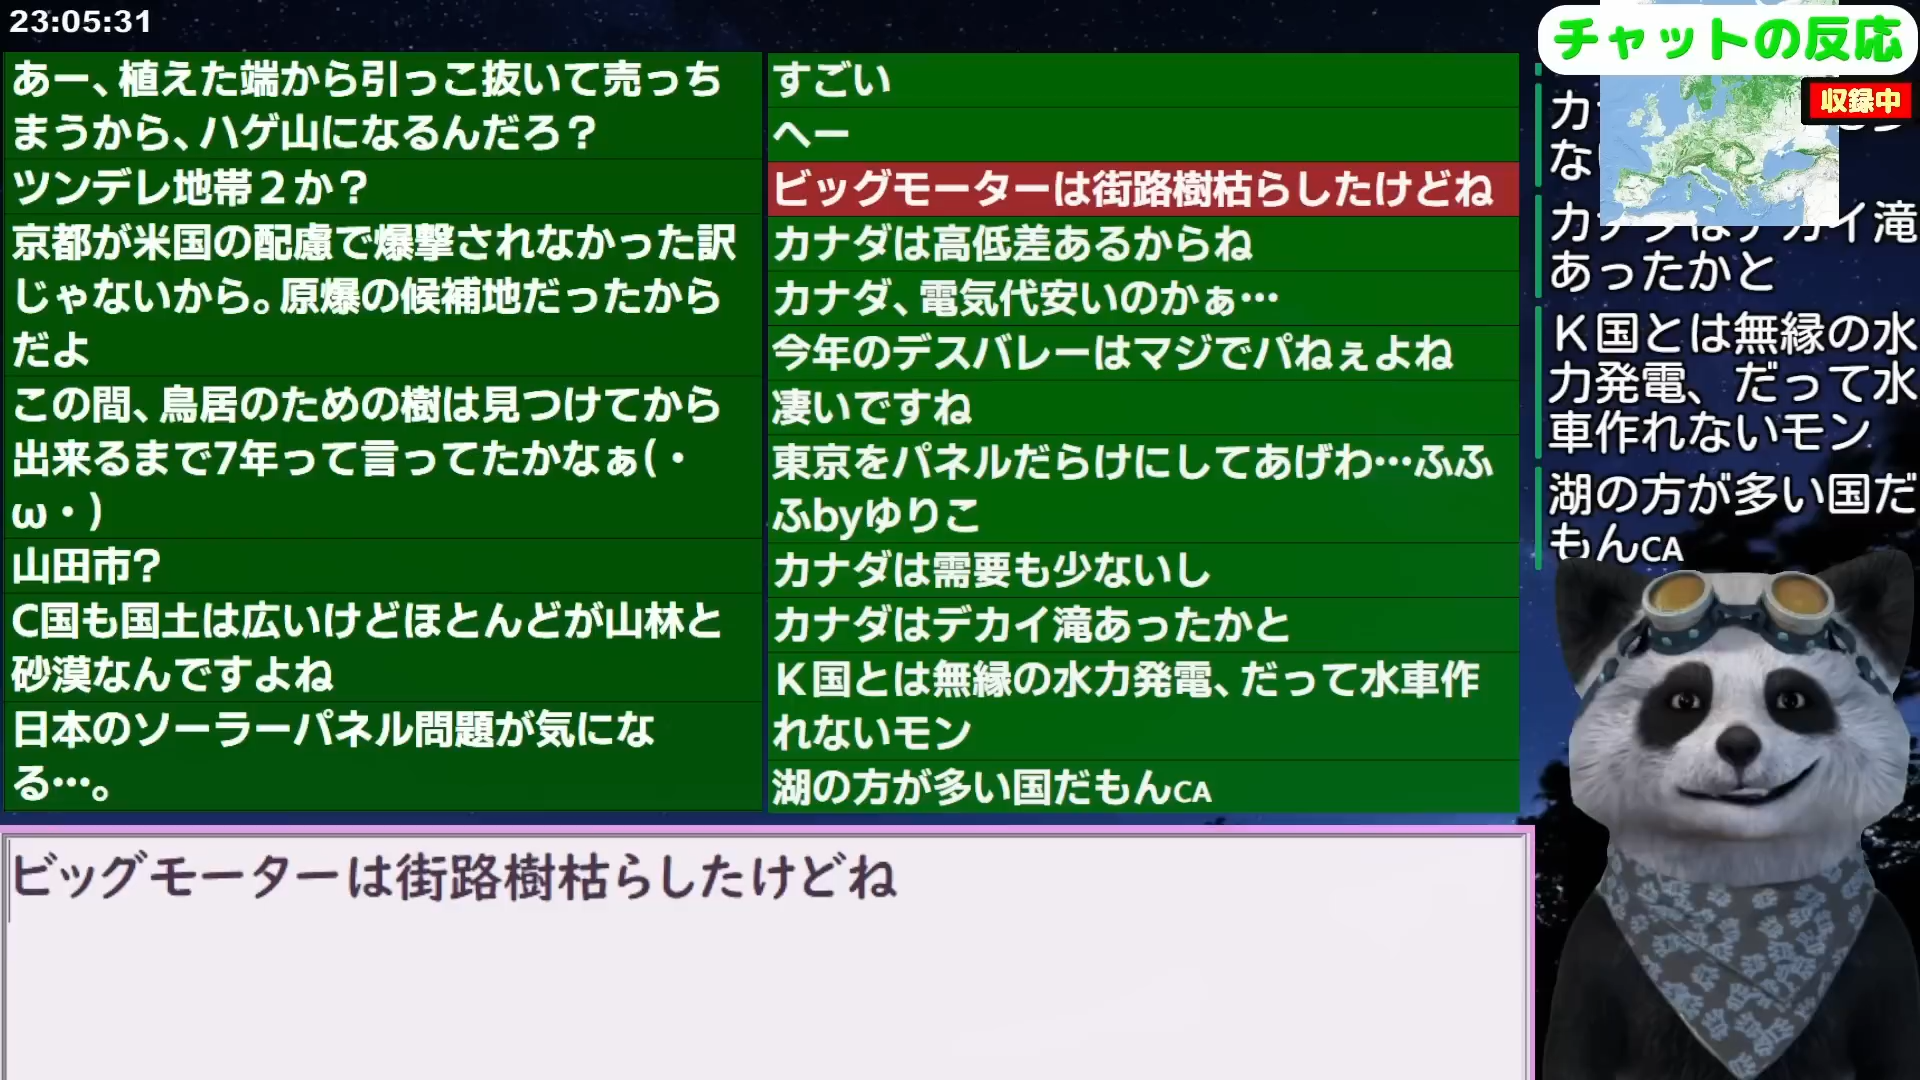 23:05:31
あー、植えた端から引っこ抜いて売っち
まうから、ハゲ山になるんだろ？
ツンデレ地帯２か？
京都が米国の配慮で爆撃されなかった訳
じゃないから。原爆の候補地だったから
だよ
この間、鳥居のための樹は見つけてから
出来るまで7年って言ってたかなぁ(・
ω・)
山田市?
C国も国土は広いけどほとんどが山林と
砂漠なんですよね
日本のソーラーパネル問題が気にな
る…。
すごい
へー
ビッグモーターは街路樹枯らしたけどね
カナダは高低差あるからね
カナダ、電気代安いのかぁ…
今年のデスバレーはマジでパねぇよね
凄いですね
東京をパネルだらけにしてあげわ…ふふ
ふbyゆりこ
カナダは需要も少ないし
カナダはデカイ滝あったかと
Ｋ国とは無縁の水力発電、だって水車作
れないモン
湖の方が多い国だもんCA
チャットの反応
収録中
カ
な
カナダはデカイ滝
あったかと
Ｋ国とは無縁の水
力発電、だって水
車作れないモン
湖の方が多い国だ
もんCA
ビッグモーターは街路樹枯らしたけどね